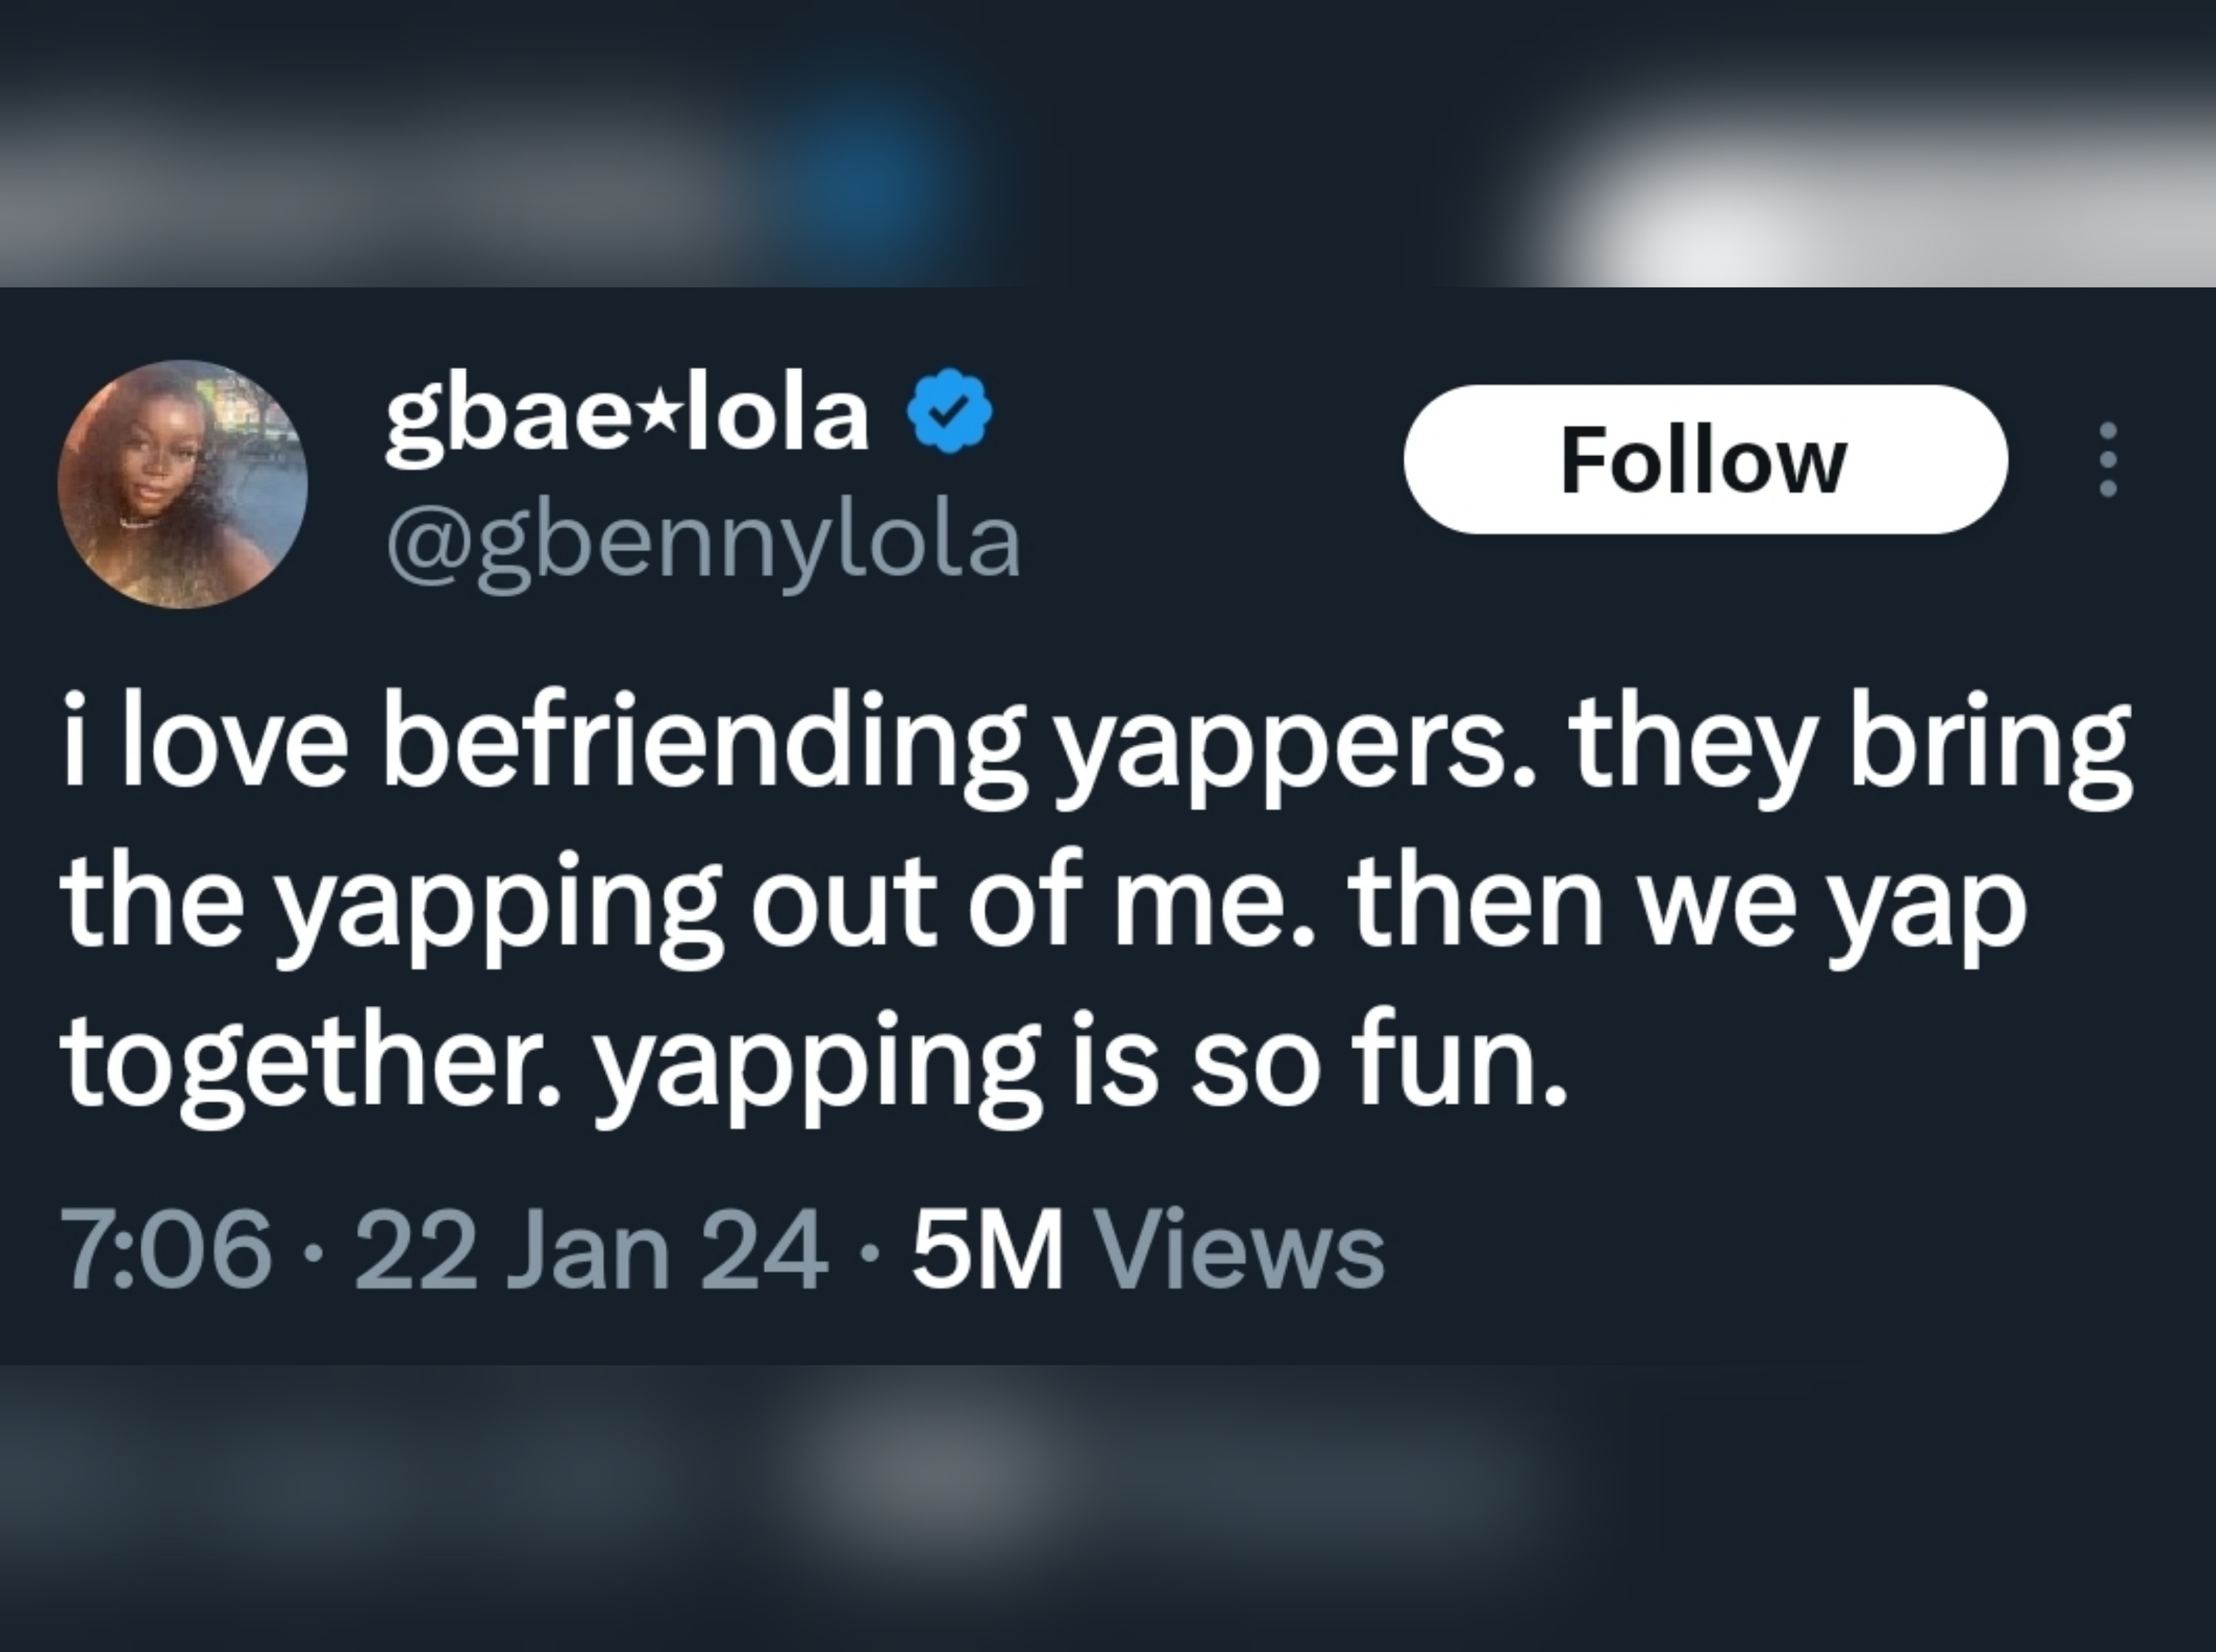 gbae★lola
@gbennylola
Follow
i love befriending yappers. they bring
the yapping out of me. then we yap
together. yapping is so fun.
7:06 · 22 Jan 24 · 5M Views